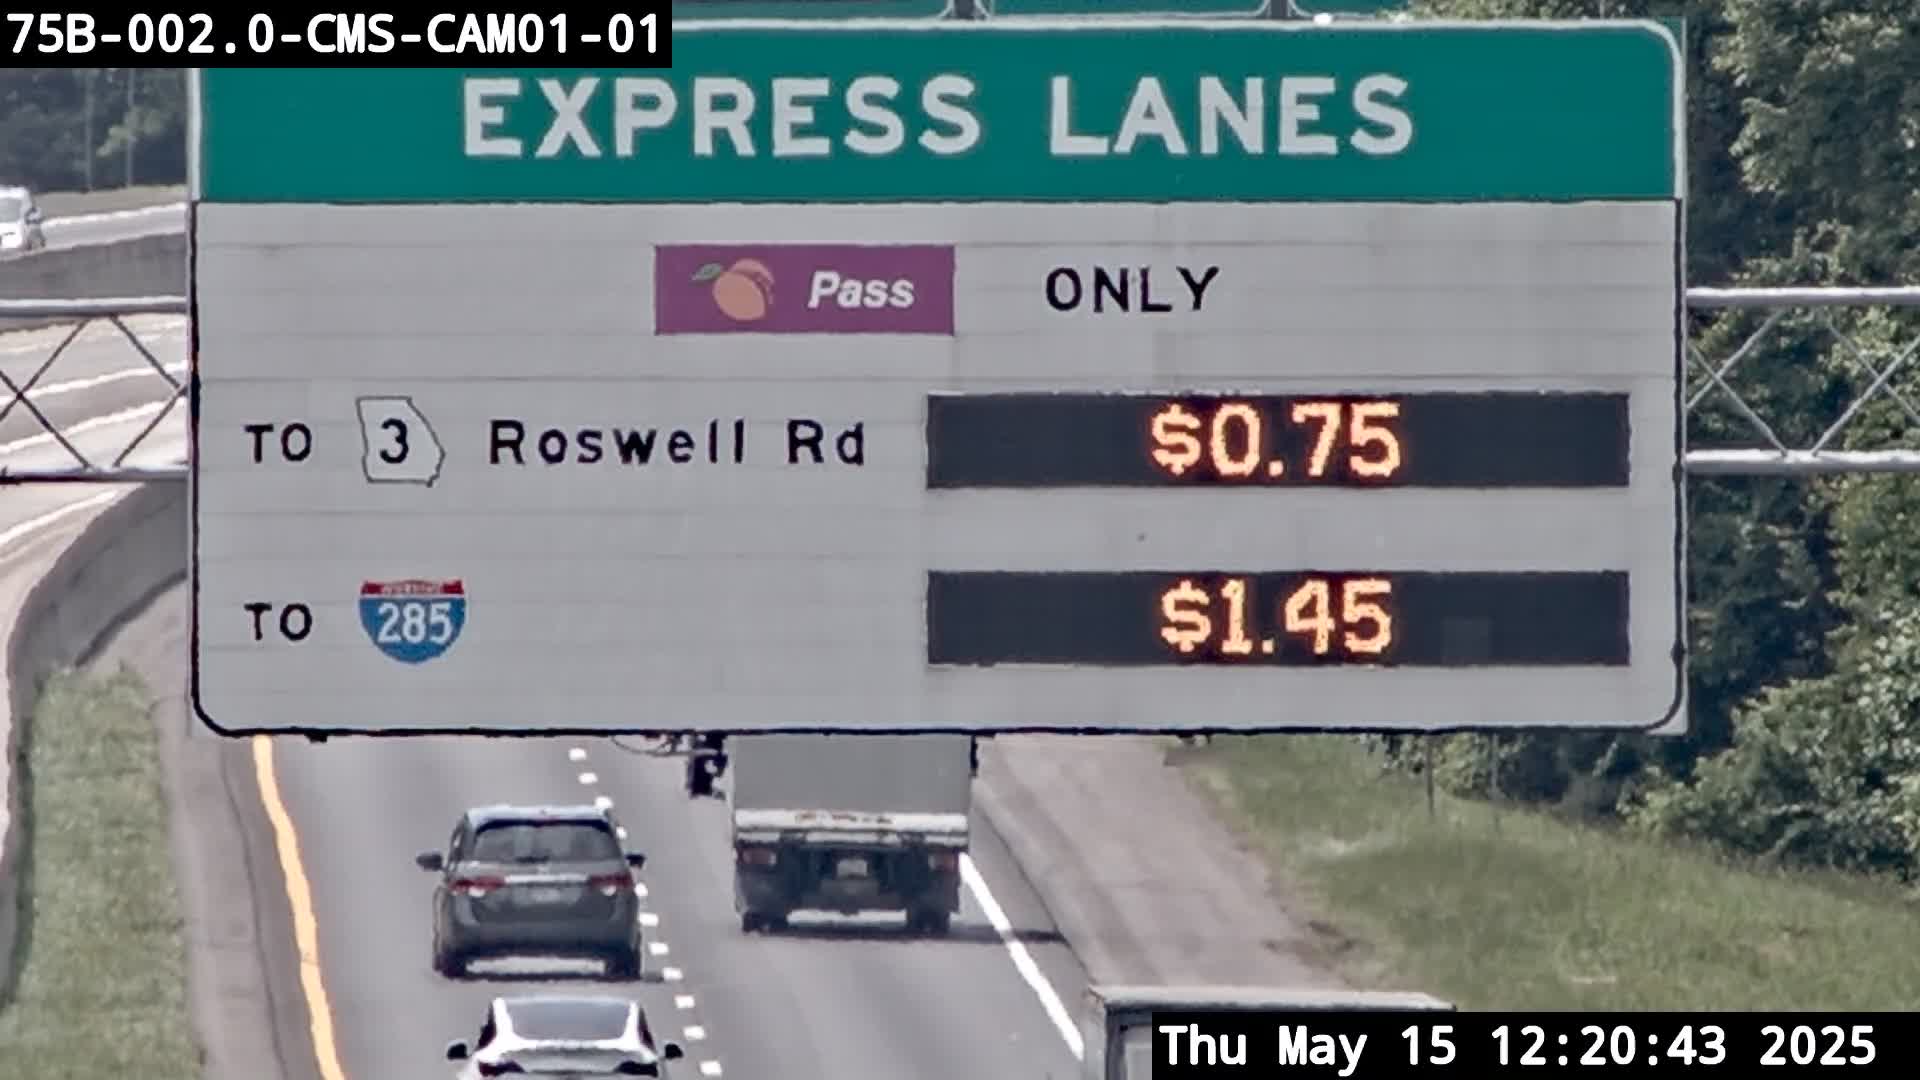 75B-002.0-CMS-CAM01-01
EXPRESS LANES
Pass ONLY
TO 3 Roswell Rd $0.75
TO INTERSTATE 285 $1.45
Thu May 15 12:20:43 2025